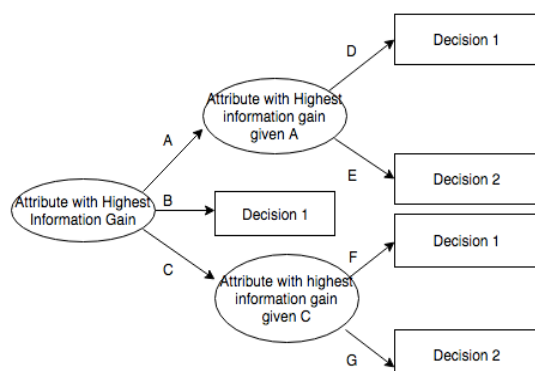 D
Decision 1
Attribute with Highest
information gain
given A
A
E
Decision 2
Attribute with Highest
Information Gain
B
Decision 1
C
F
Decision 1
Attribute with highest
information gain
given C
G
Decision 2